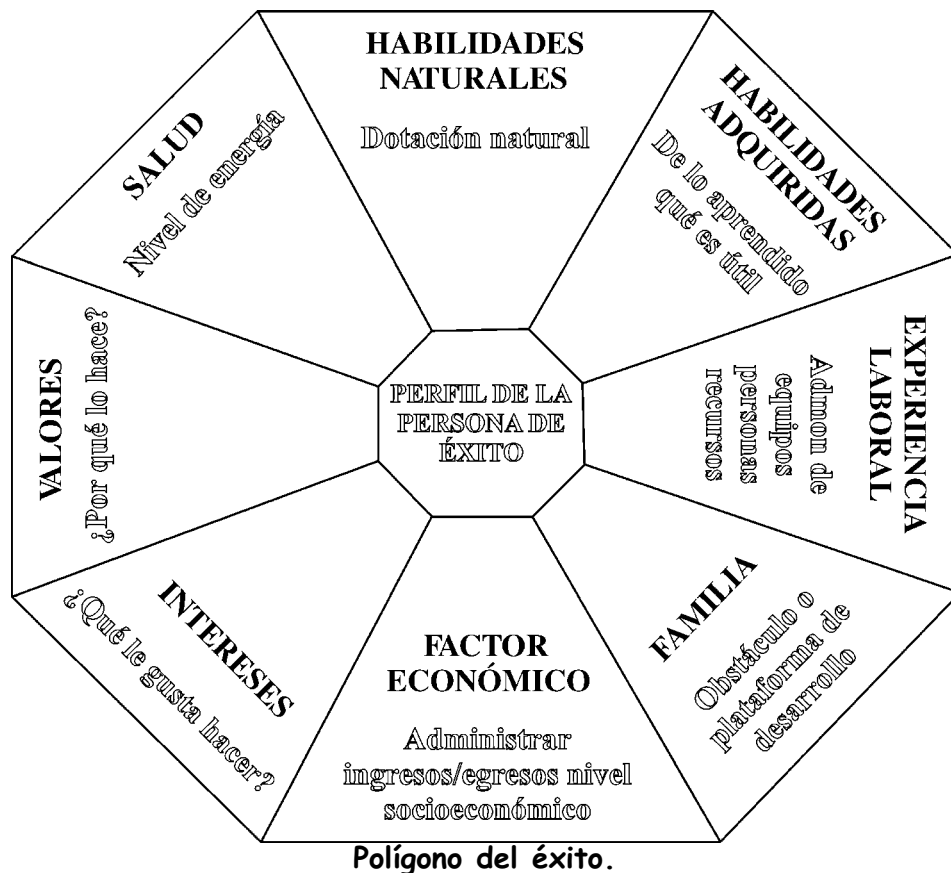 HABILIDADES
NATURALES
Dotación natural
HABILIDADES
ADQUIRIDAS
De lo aprendido
qué es útil
EXPERIENCIA
LABORAL
Admon de
equipos
personas
recursos
FAMILIA
Obstáculo o
plataforma de
desarrollo
FACTOR
ECONÓMICO
Administrar
ingresos/egresos nivel
socioeconómico
INTERESES
¿Qué le gusta hacer?
VALORES
¿Por qué lo hace?
SALUD
Nivel de energía
PERFIL DE LA
PERSONA DE
ÉXITO
Polígono del éxito.